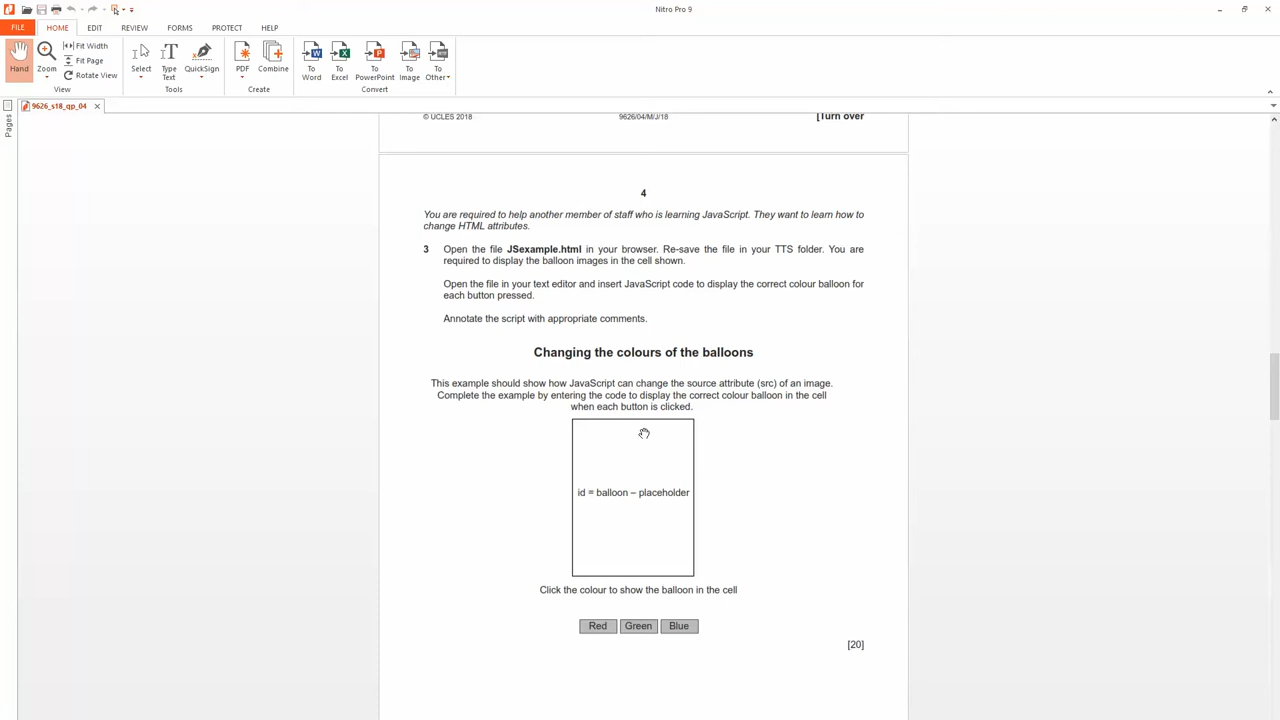 Nitro Pro 9
FILE HOME EDIT REVIEW FORMS PROTECT HELP
Hand
Zoom
Fit Width
Fit Page
Rotate View
View
Select
Type Text
QuickSign
Tools
PDF
Combine
Create
To Word
To Excel
To PowerPoint
To Image
To Other
Convert
9626_s18_qp_04
Pages
© UCLES 2018 9626/04/M/J/18 [Turn over
4
You are required to help another member of staff who is learning JavaScript. They want to learn how to
change HTML attributes.
3 Open the file JSexample.html in your browser. Re-save the file in your TTS folder. You are
required to display the balloon images in the cell shown.
Open the file in your text editor and insert JavaScript code to display the correct colour balloon for
each button pressed.
Annotate the script with appropriate comments.
Changing the colours of the balloons
This example should show how JavaScript can change the source attribute (src) of an image.
Complete the example by entering the code to display the correct colour balloon in the cell
when each button is clicked.
id = balloon – placeholder
Click the colour to show the balloon in the cell
Red Green Blue
[20]